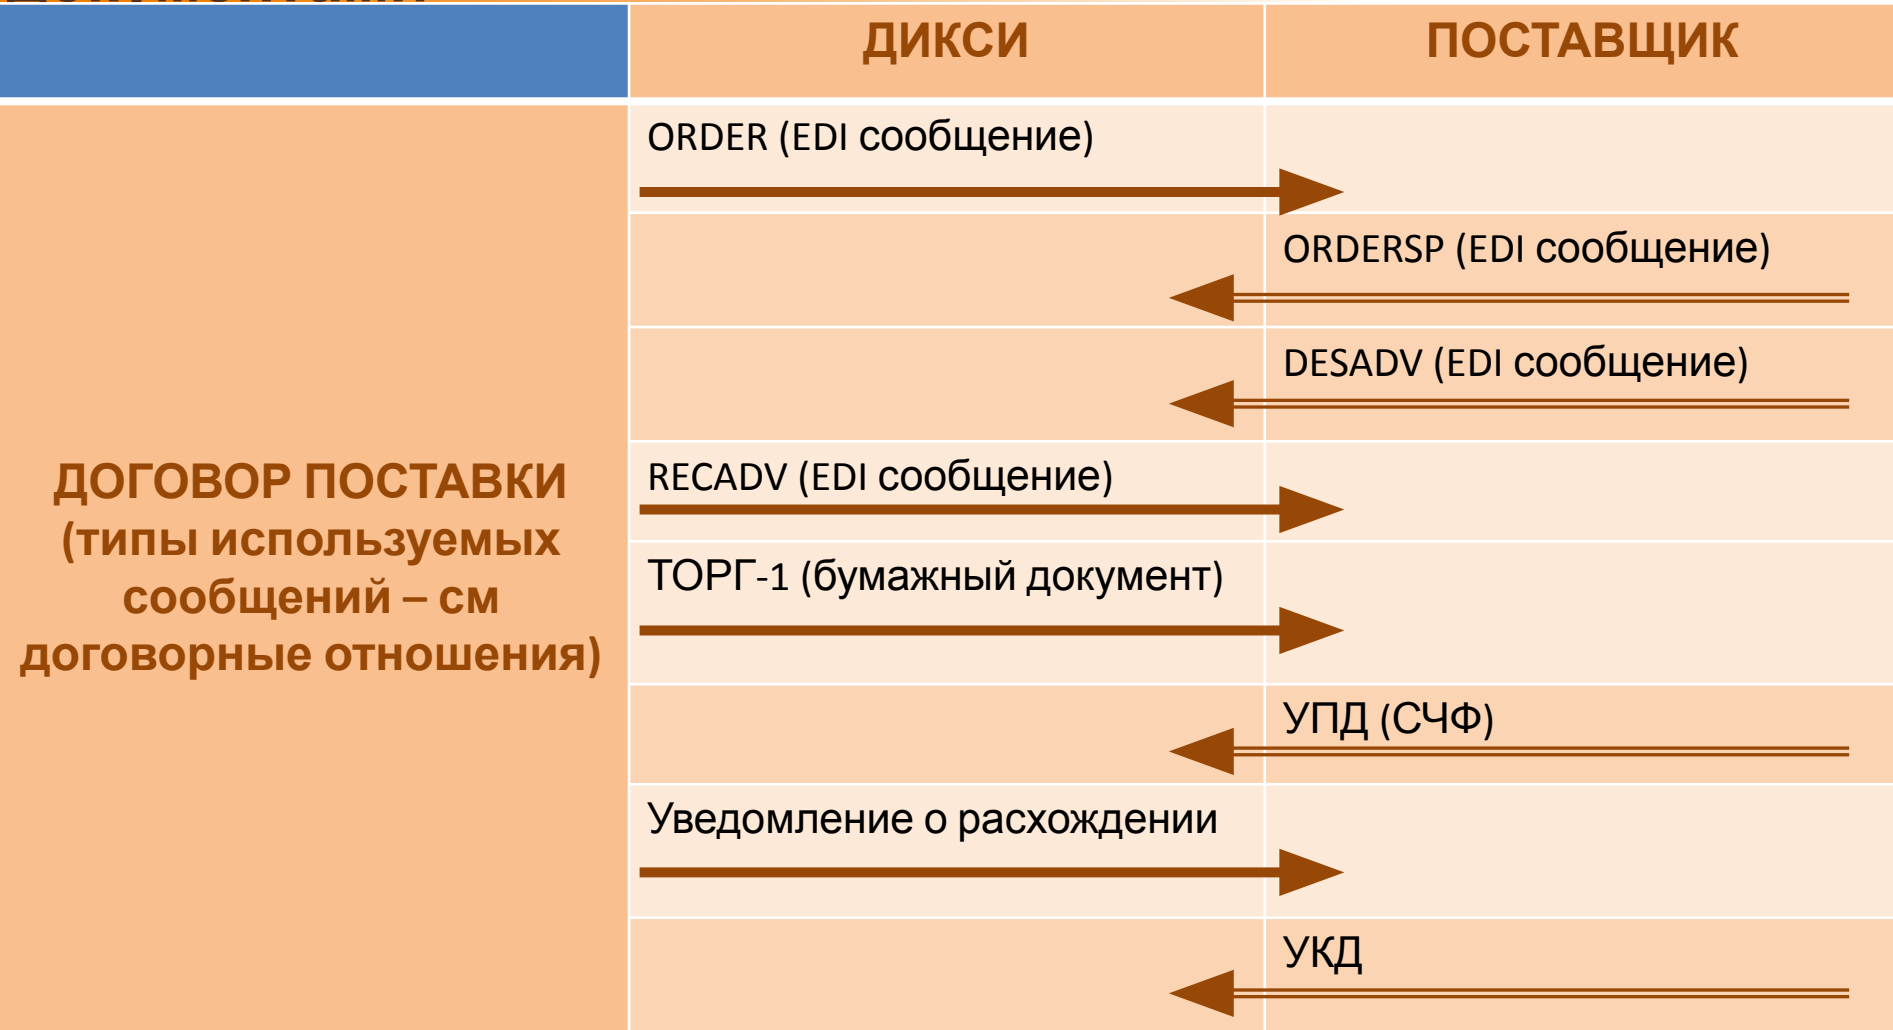 ДИКСИ
ПОСТАВЩИК
ORDER (EDI сообщение)
ORDERSP (EDI сообщение)
DESADV (EDI сообщение)
ДОГОВОР ПОСТАВКИ
(типы используемых
сообщений – см
договорные отношения)
RECADV (EDI сообщение)
ТОРГ-1 (бумажный документ)
УПД (СЧФ)
Уведомление о расхождении
УКД